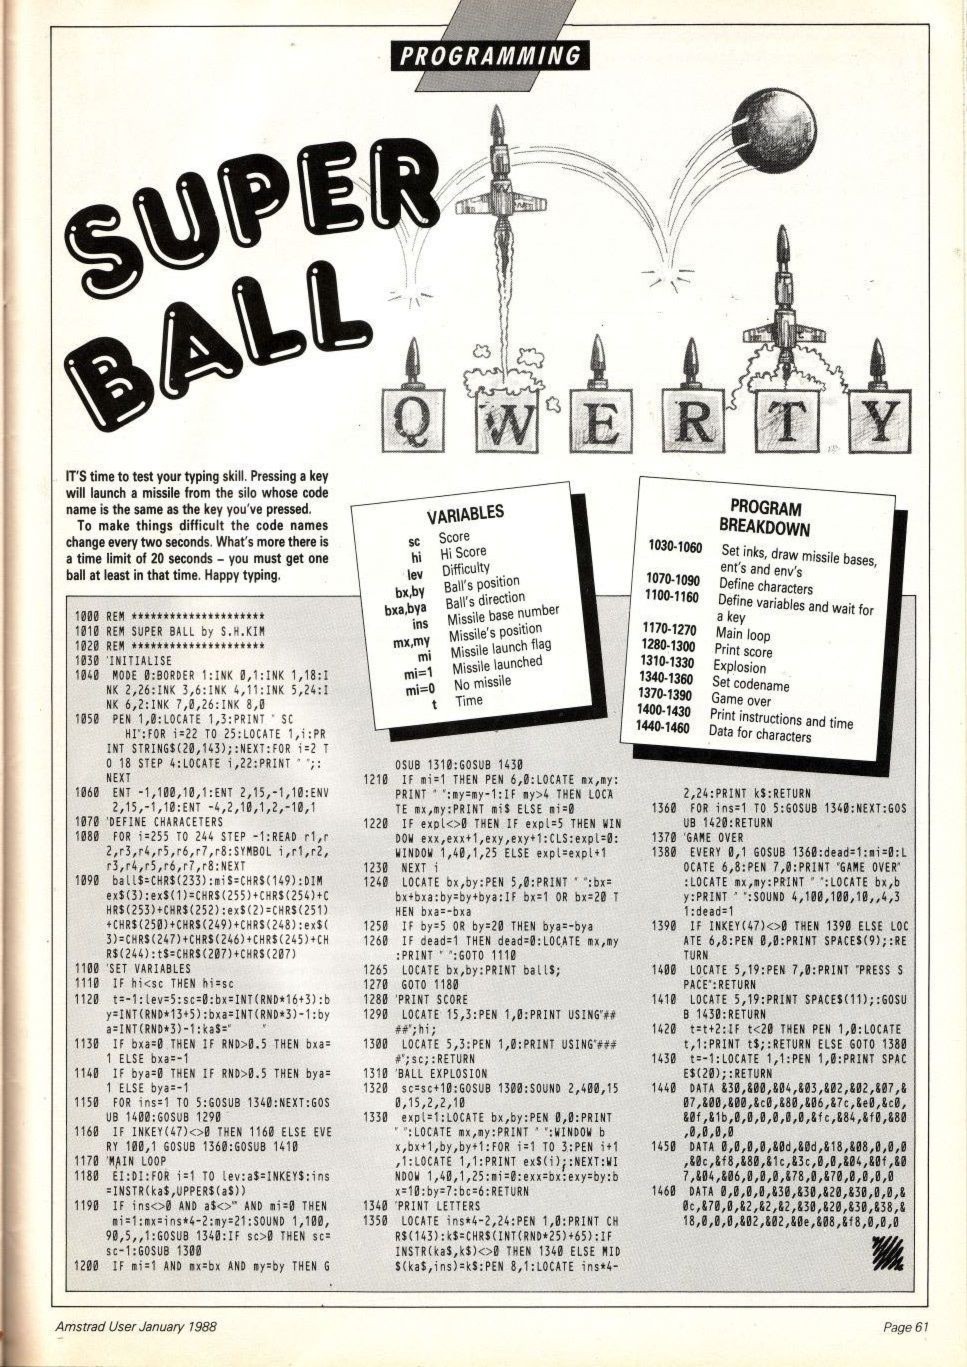 PROGRAMMING
SUPER
BALL
Q W E R T Y
IT'S time to test your typing skill. Pressing a key
will launch a missile from the silo whose code
name is the same as the key you've pressed.
To make things difficult the code names
change every two seconds. What's more there is
a time limit of 20 seconds – you must get one
ball at least in that time. Happy typing.
VARIABLES
sc Score
hi Hi Score
lev Difficulty
bx,by Ball's position
bxa,bya Ball's direction
ins Missile base number
mx,my Missile's position
mi Missile launch flag
mi=1 Missile launched
mi=0 No missile
t Time
PROGRAM
BREAKDOWN
1030-1060 Set inks, draw missile bases,
ent's and env's
1070-1090 Define characters
1100-1160 Define variables and wait for
a key
1170-1270 Main loop
1280-1300 Print score
1310-1330 Explosion
1340-1360 Set codename
1370-1390 Game over
1400-1430 Print instructions and time
1440-1460 Data for characters
1000 REM *********************
1010 REM SUPER BALL by S.H.KIM
1020 REM *********************
1030 'INITIALISE
1040 MODE 0:BORDER 1:INK 0,1:INK 1,18:I
NK 2,26:INK 3,6:INK 4,11:INK 5,24:I
NK 6,2:INK 7,0,26:INK 8,0
1050 PEN 1,0:LOCATE 1,3:PRINT " SC
HI":FOR i=22 TO 25:LOCATE 1,i:PR
INT STRING$(20,143);:NEXT:FOR i=2 T
O 18 STEP 4:LOCATE i,22:PRINT " ";:
NEXT
1060 ENT -1,100,10,1:ENT 2,15,-1,10:ENV
2,15,-1,10:ENT -4,2,10,1,2,-10,1
1070 'DEFINE CHARACETERS
1080 FOR i=255 TO 244 STEP -1:READ r1,r
2,r3,r4,r5,r6,r7,r8:SYMBOL i,r1,r2,
r3,r4,r5,r6,r7,r8:NEXT
1090 ball$=CHR$(233):mi$=CHR$(149):DIM
ex$(3):ex$(1)=CHR$(255)+CHR$(254)+C
HR$(253)+CHR$(252):ex$(2)=CHR$(251)
+CHR$(250)+CHR$(249)+CHR$(248):ex$(
3)=CHR$(247)+CHR$(246)+CHR$(245)+CH
R$(244):t$=CHR$(207)+CHR$(207)
1100 'SET VARIABLES
1110 IF hi<sc THEN hi=sc
1120 t=-1:lev=5:sc=0:bx=INT(RND*16+3):b
y=INT(RND*13+5):bxa=INT(RND*3)-1:by
a=INT(RND*3)-1:ka$="     "
1130 IF bxa=0 THEN IF RND>0.5 THEN bxa=
1 ELSE bxa=-1
1140 IF bya=0 THEN IF RND>0.5 THEN bya=
1 ELSE bya=-1
1150 FOR ins=1 TO 5:GOSUB 1340:NEXT:GOS
UB 1400:GOSUB 1290
1160 IF INKEY(47)<>0 THEN 1160 ELSE EVE
RY 100,1 GOSUB 1360:GOSUB 1410
1170 'MAIN LOOP
1180 EI:DI:FOR i=1 TO lev:a$=INKEY$:ins
=INSTR(ka$,UPPER$(a$))
1190 IF ins<>0 AND a$<>"" AND mi=0 THEN
mi=1:mx=ins*4-2:my=21:SOUND 1,100,
90,5,,1:GOSUB 1340:IF sc>0 THEN sc=
sc-1:GOSUB 1300
1200 IF mi=1 AND mx=bx AND my=by THEN G
OSUB 1310:GOSUB 1430
1210 IF mi=1 THEN PEN 6,0:LOCATE mx,my:
PRINT " ":my=my-1:IF my>4 THEN LOCA
TE mx,my:PRINT mi$ ELSE mi=0
1220 IF expl<>0 THEN IF expl=5 THEN WIN
DOW exx,exx+1,exy,exy+1:CLS:expl=0:
WINDOW 1,40,1,25 ELSE expl=expl+1
1230 NEXT i
1240 LOCATE bx,by:PEN 5,0:PRINT " ":bx=
bx+bxa:by=by+bya:IF bx=1 OR bx=20 T
HEN bxa=-bxa
1250 IF by=5 OR by=20 THEN bya=-bya
1260 IF dead=1 THEN dead=0:LOCATE mx,my
:PRINT " ":GOTO 1110
1265 LOCATE bx,by:PRINT ball$;
1270 GOTO 1180
1280 'PRINT SCORE
1290 LOCATE 15,3:PEN 1,0:PRINT USING"##
##";hi;
1300 LOCATE 5,3:PEN 1,0:PRINT USING"###
#";sc;:RETURN
1310 'BALL EXPLOSION
1320 sc=sc+10:GOSUB 1300:SOUND 2,400,15
0,15,2,2,10
1330 expl=1:LOCATE bx,by:PEN 0,0:PRINT
" ":LOCATE mx,my:PRINT " ":WINDOW b
x,bx+1,by,by+1:FOR i=1 TO 3:PEN i+1
,1:LOCATE 1,1:PRINT ex$(i);:NEXT:WI
NDOW 1,40,1,25:mi=0:exx=bx:exy=by:b
x=10:by=7:bc=6:RETURN
1340 'PRINT LETTERS
1350 LOCATE ins*4-2,24:PEN 1,0:PRINT CH
R$(143):k$=CHR$(INT(RND*25)+65):IF
INSTR(ka$,k$)<>0 THEN 1340 ELSE MID
$(ka$,ins)=k$:PEN 8,1:LOCATE ins*4-
2,24:PRINT k$:RETURN
1360 FOR ins=1 TO 5:GOSUB 1340:NEXT:GOS
UB 1420:RETURN
1370 'GAME OVER
1380 EVERY 0,1 GOSUB 1360:dead=1:mi=0:L
OCATE 6,8:PEN 7,0:PRINT "GAME OVER"
:LOCATE mx,my:PRINT " ":LOCATE bx,b
y:PRINT " ":SOUND 4,100,100,10,,4,3
1:dead=1
1390 IF INKEY(47)<>0 THEN 1390 ELSE LOC
ATE 6,8:PEN 0,0:PRINT SPACE$(9);:RE
TURN
1400 LOCATE 5,19:PEN 7,0:PRINT "PRESS S
PACE":RETURN
1410 LOCATE 5,19:PRINT SPACE$(11);:GOSU
B 1430:RETURN
1420 t=t+2:IF t<20 THEN PEN 1,0:LOCATE
t,1:PRINT t$;:RETURN ELSE GOTO 1380
1430 t=-1:LOCATE 1,1:PEN 1,0:PRINT SPAC
E$(20);:RETURN
1440 DATA &30,&00,&04,&03,&02,&02,&07,&
07,&00,&00,&c0,&80,&06,&7c,&e0,&c0,
&0f,&1b,0,0,0,0,0,0,&fc,&84,&f0,&80
,0,0,0,0
1450 DATA 0,0,0,0,&0d,&0d,&18,&08,0,0,0
,&0c,&f8,&80,&1c,&3c,0,0,&04,&0f,&0
7,&04,&06,0,0,0,&78,0,&70,0,0,0,0
1460 DATA 0,0,0,0,&30,&30,&20,&30,0,0,&
0c,&70,0,&2,&2,&2,&30,&20,&30,&38,&
18,0,0,0,&02,&02,&0e,&08,&f8,0,0,0
Amstrad User January 1988
Page 61